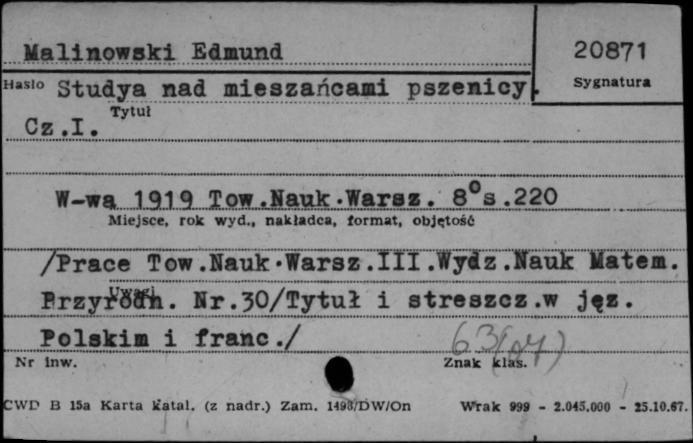 Malinowski Edmund
20871
Hasło Studya nad mieszańcami pszenicy.
Sygnatura
Tytuł
Cz.I.
W-wa 1919 Tow.Nauk.Warsz. 8°s.220
Miejsce, rok wyd., nakładca, format, objętość
/Prace Tow.Nauk.Warsz.III.Wydz.Nauk Matem.
Uwagi
Przyrodn. Nr.30/Tytuł i streszcz.w jęz.
Polskim i franc./
63(04)
Nr inw.
Znak klas.
CWD B 15a Karta katal. (z nadr.) Zam. 1498/DW/On Wrak 999 - 2.045.000 - 25.10.67.